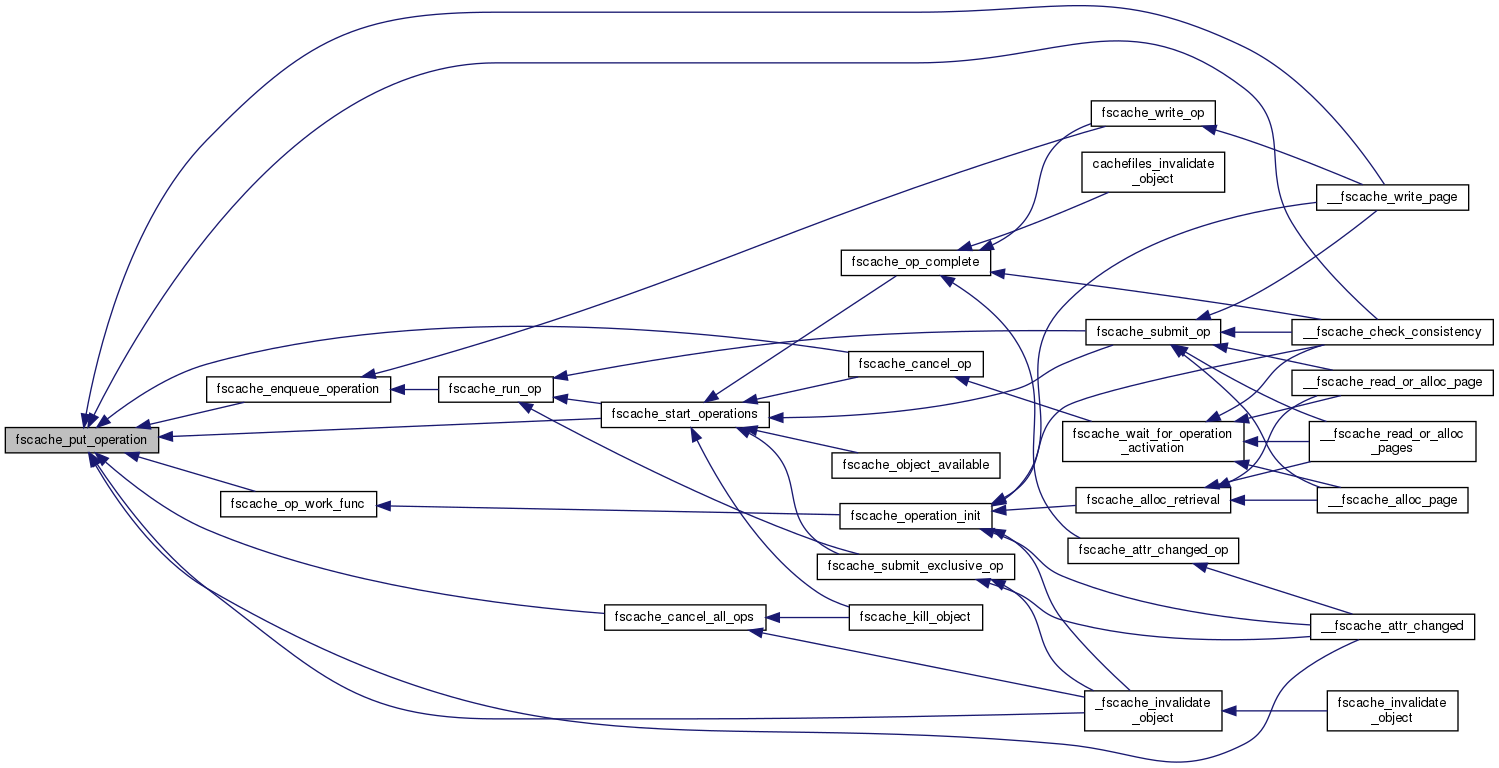 fscache_write_op
cachefiles_invalidate
_object
__fscache_write_page
fscache_op_complete
fscache_submit_op
__fscache_check_consistency
fscache_cancel_op
fscache_enqueue_operation
fscache_run_op
__fscache_read_or_alloc_page
fscache_start_operations
fscache_put_operation
fscache_wait_for_operation
_activation
__fscache_read_or_alloc
_pages
fscache_object_available
fscache_op_work_func
fscache_alloc_retrieval
__fscache_alloc_page
fscache_operation_init
fscache_attr_changed_op
fscache_submit_exclusive_op
fscache_cancel_all_ops
fscache_kill_object
__fscache_attr_changed
_fscache_invalidate
_object
fscache_invalidate
_object